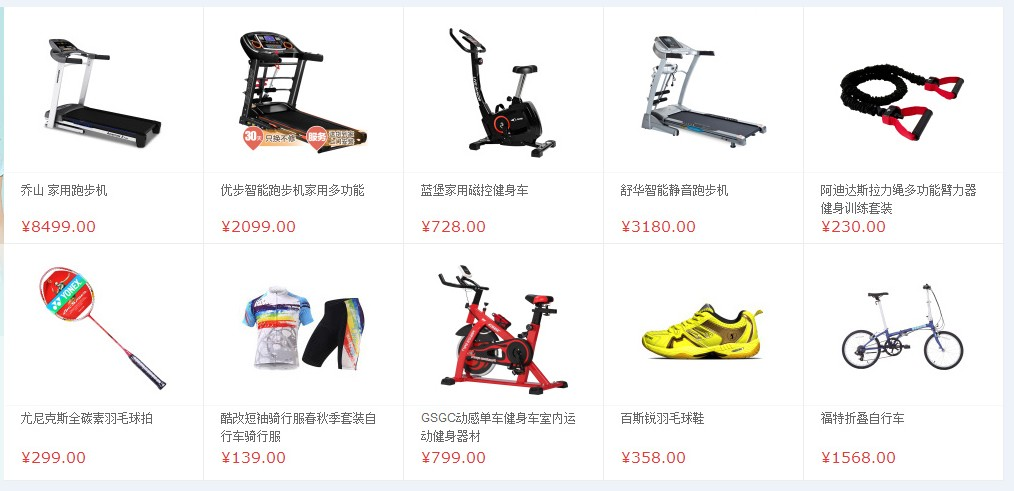 30天 只换不修 服务
乔山 家用跑步机
优步智能跑步机家用多功能
蓝堡家用磁控健身车
舒华智能静音跑步机
阿迪达斯拉力绳多功能臂力器
健身训练套装
¥8499.00
¥2099.00
¥728.00
¥3180.00
¥230.00
YONEX
尤尼克斯全碳素羽毛球拍
酷改短袖骑行服春秋季套装自
行车骑行服
GSGC动感单车健身车室内运
动健身器材
百斯锐羽毛球鞋
福特折叠自行车
¥299.00
¥139.00
¥799.00
¥358.00
¥1568.00